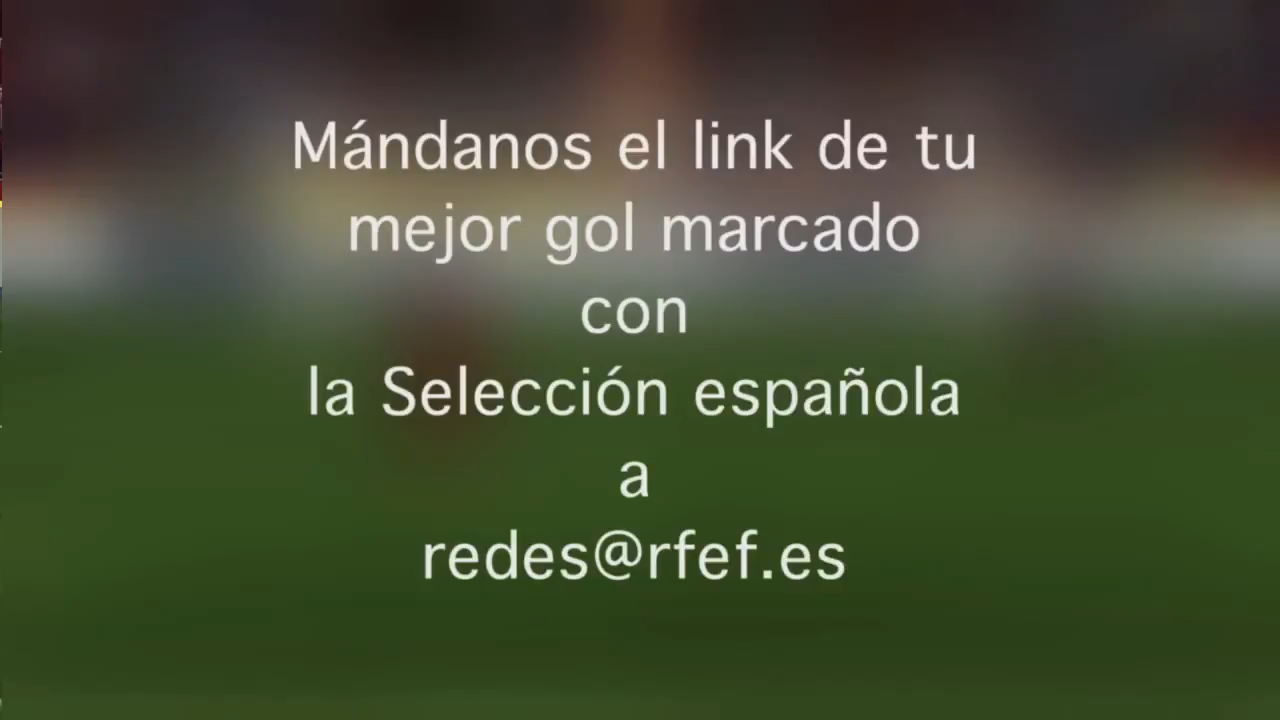 Mándanos el link de tu
mejor gol marcado
con
la Selección española
a
redes@rfef.es